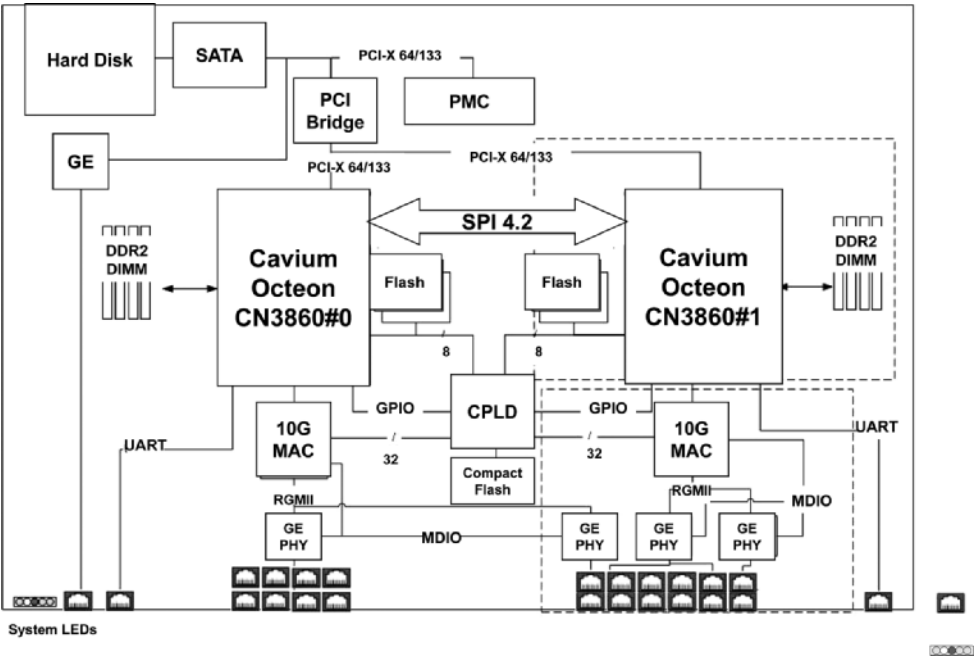 Hard Disk
SATA
PCI-X 64/133
PCI
Bridge
PMC
GE
PCI-X 64/133
PCI-X 64/133
SPI 4.2
DDR2
DIMM
Cavium
Octeon
CN3860#0
Flash
Flash
Cavium
Octeon
CN3860#1
DDR2
DIMM
8
8
GPIO
CPLD
GPIO
UART
10G
MAC
32
32
10G
MAC
UART
Compact
Flash
RGMII
RGMII
MDIO
GE
PHY
MDIO
GE
PHY
GE
PHY
GE
PHY
System LEDs